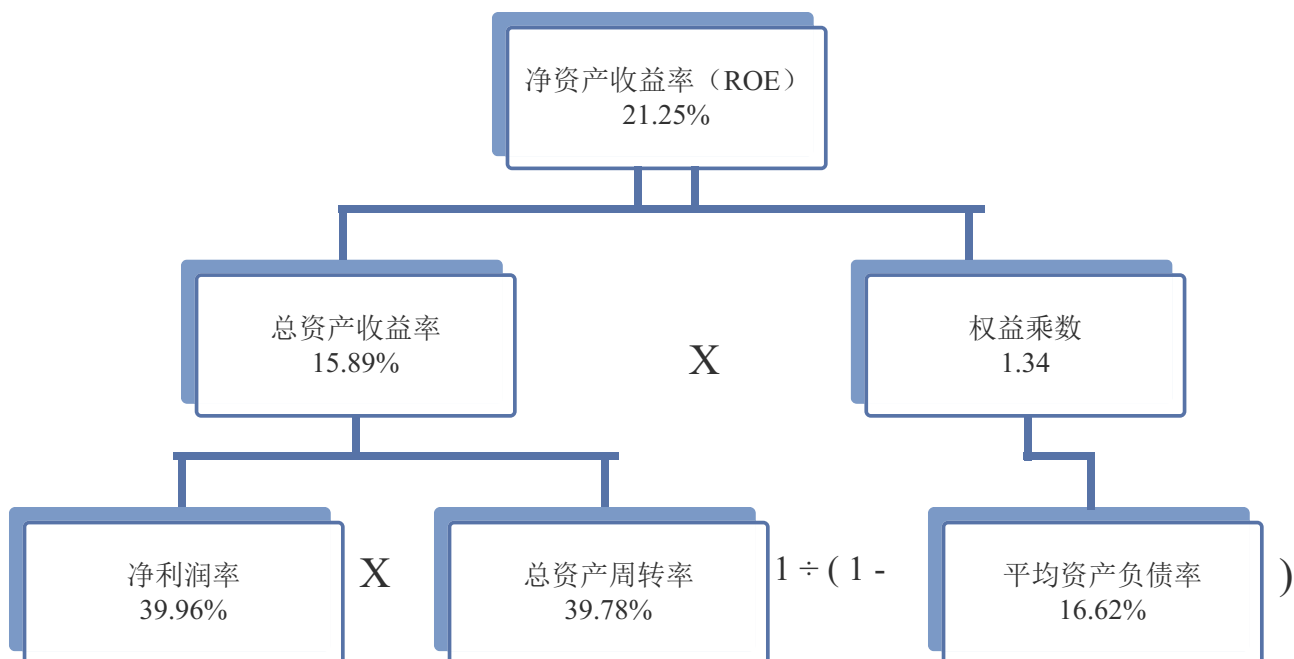 净资产收益率（ROE）
21.25%
总资产收益率
15.89%
X
权益乘数
1.34
净利润率
39.96%
X
总资产周转率
39.78%
1 ÷ ( 1 -
平均资产负债率
16.62%
)